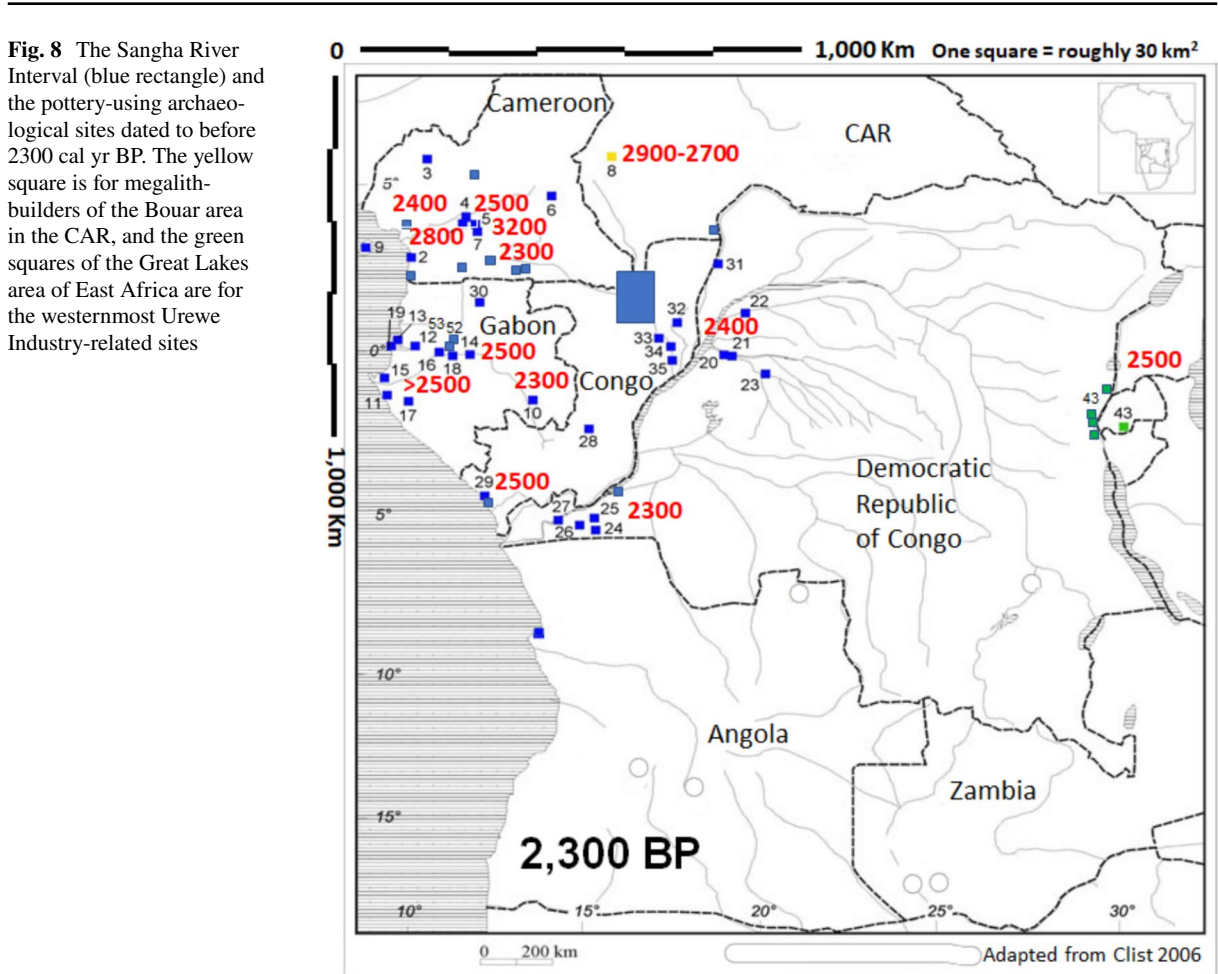 Fig. 8 The Sangha River
Interval (blue rectangle) and
the pottery-using archaeo-
logical sites dated to before
2300 cal yr BP. The yellow
square is for megalith-
builders of the Bouar area
in the CAR, and the green
squares of the Great Lakes
area of East Africa are for
the westernmost Urewe
Industry-related sites
0 1,000 Km One square = roughly 30 km²
Cameroon
CAR
8 2900-2700
3
5°
2400 4 2500
5 6
3200
2800 7
9 2 2300
31
30
22
19 13 53 52 Gabon 32
12 14 2500 33 2400
0° 16 18 34 21
20
15 >2500 2300 Congo 35 23
2500
11 17 10
43 43
28
1,000 Km
29 2500
Democratic
Republic
of Congo
5° 27 25 2300
26 24
10°
Angola
Zambia
15°
2,300 BP
10° 15° 20° 25° 30°
0 200 km
Adapted from Clist 2006